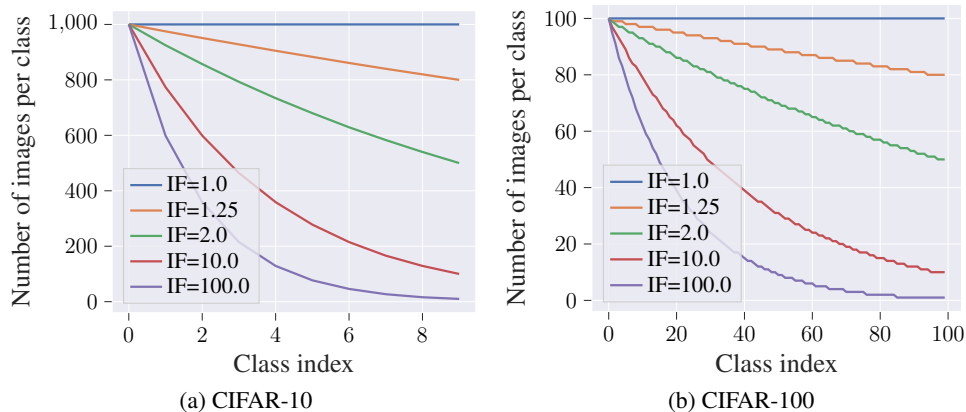 Number of images per class
1,000
800
600
400
200
0
IF=1.0
IF=1.25
IF=2.0
IF=10.0
IF=100.0
0 2 4 6 8
Class index
(a) CIFAR-10
Number of images per class
100
80
60
40
20
0
IF=1.0
IF=1.25
IF=2.0
IF=10.0
IF=100.0
0 20 40 60 80 100
Class index
(b) CIFAR-100